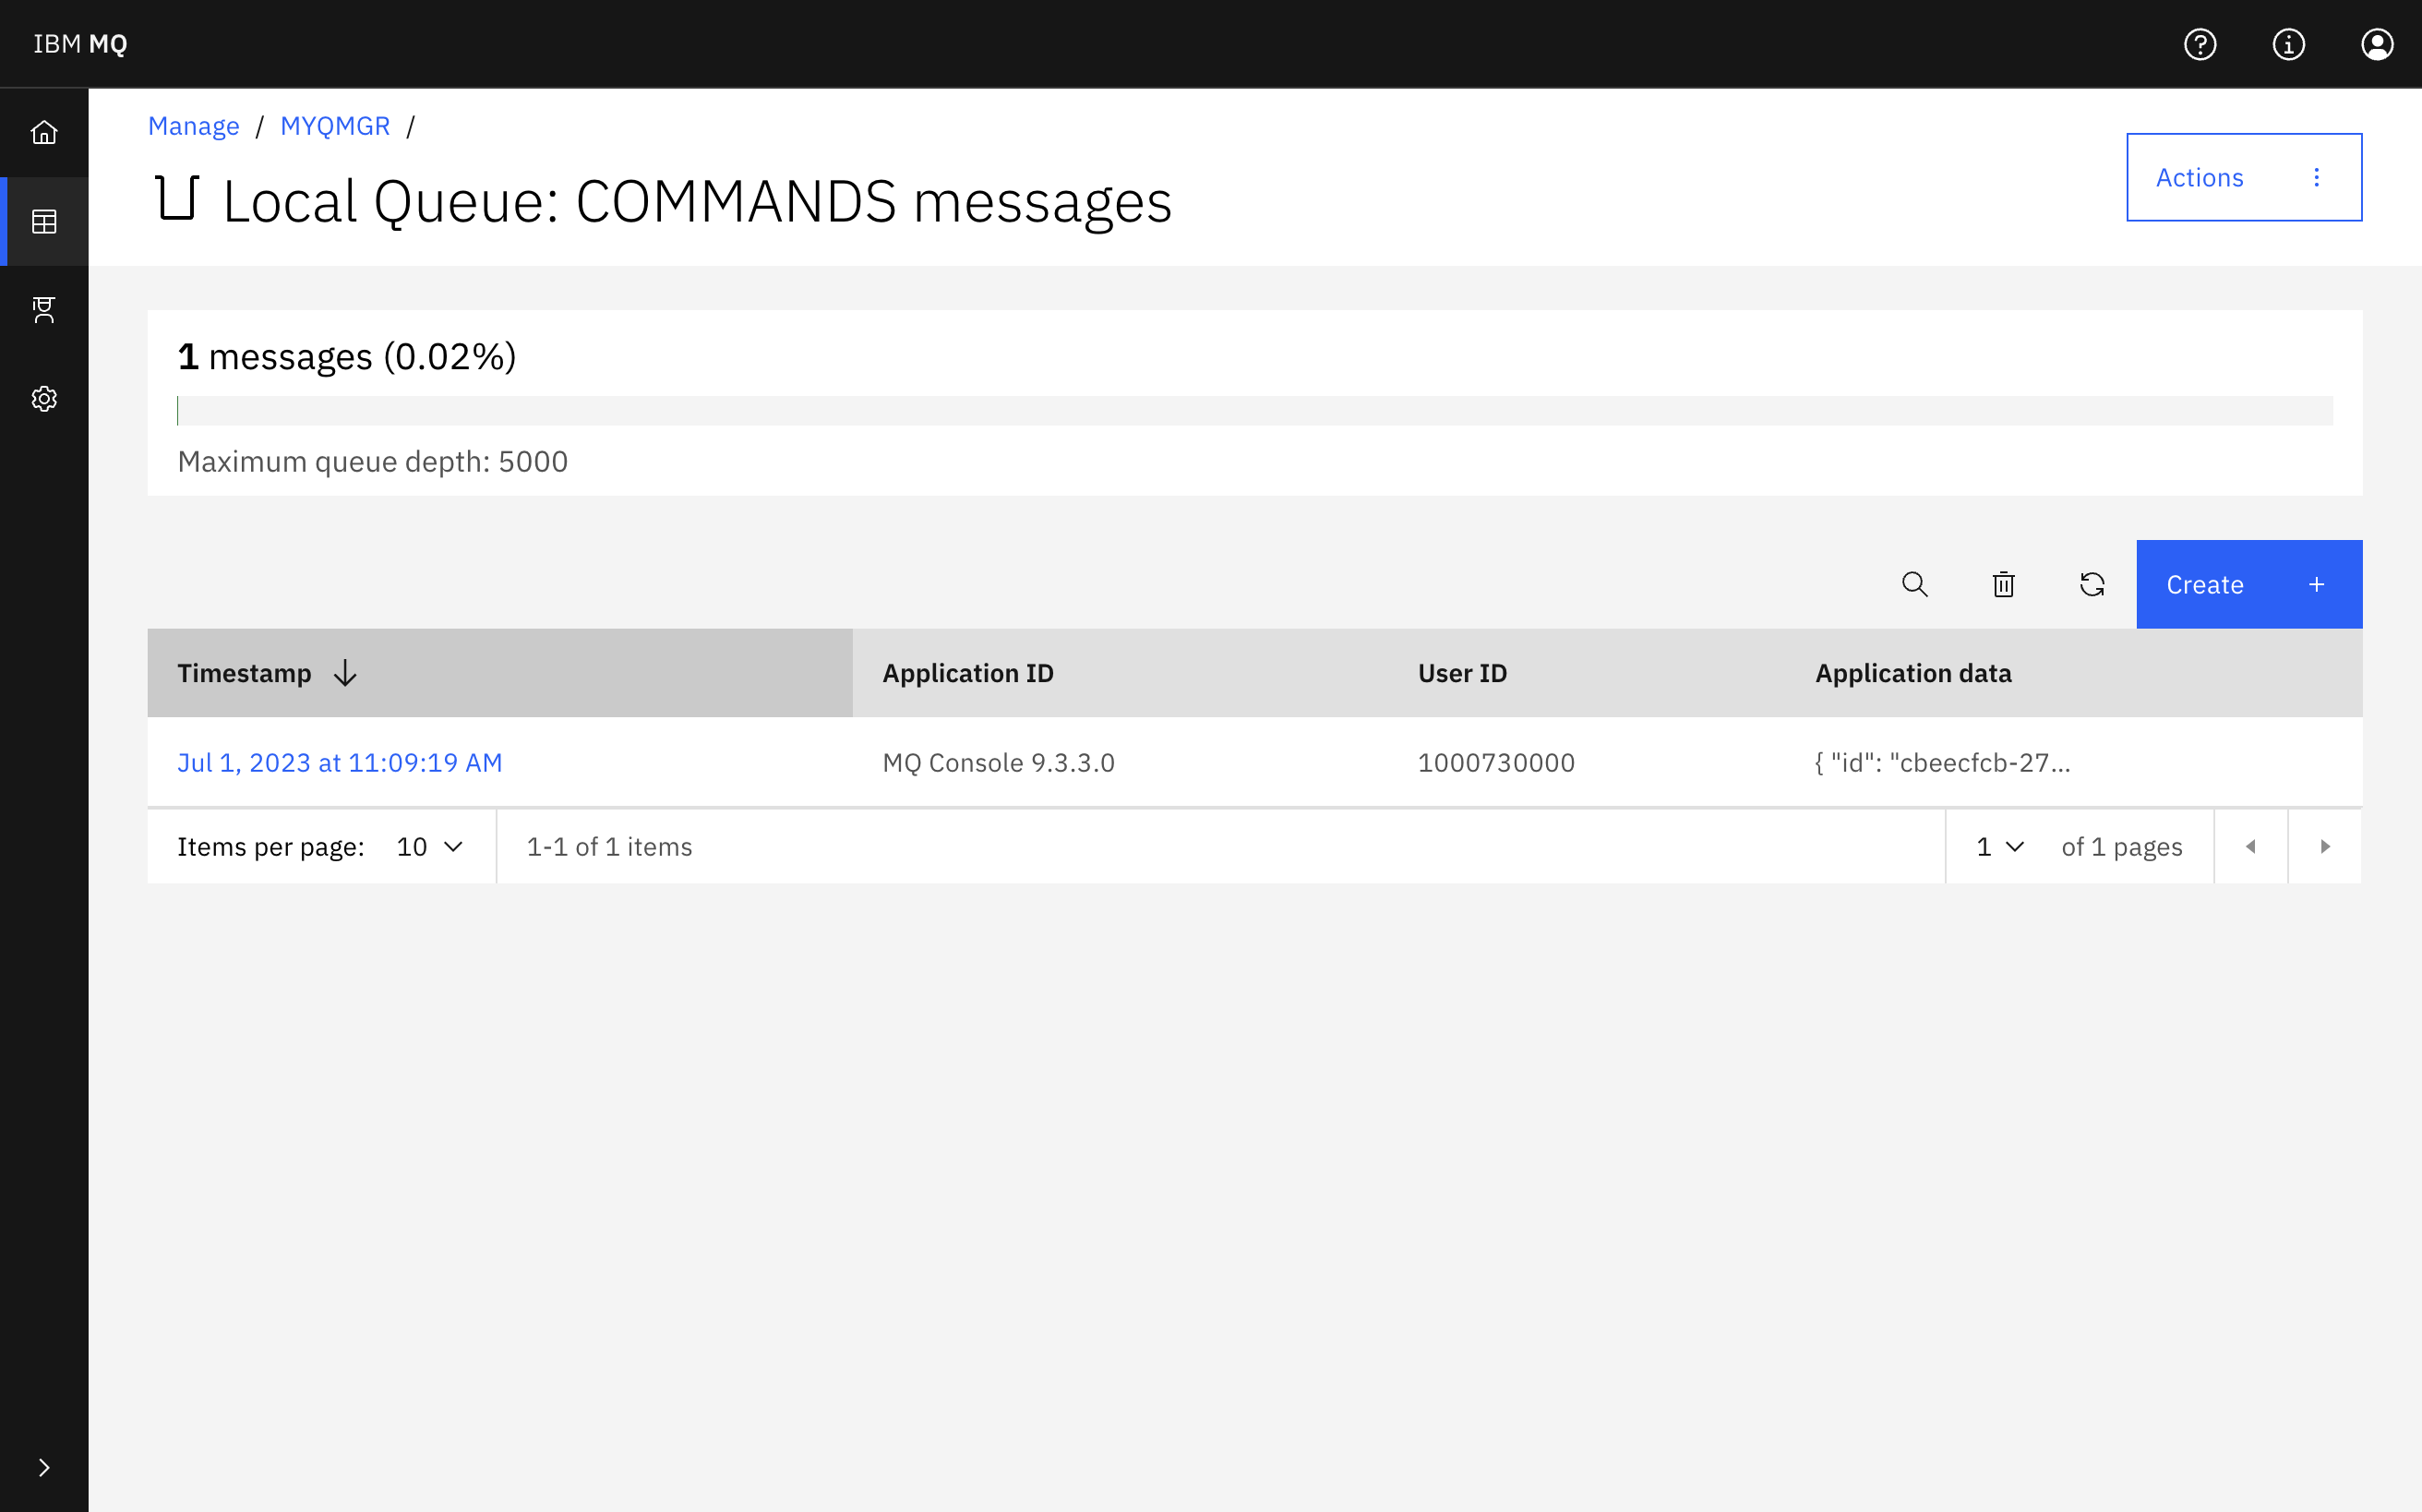 IBM MQ
Manage / MYQMGR /
Local Queue: COMMANDS messages
Actions
1 messages (0.02%)
Maximum queue depth: 5000
Create +
Timestamp Application ID User ID Application data
Jul 1, 2023 at 11:09:19 AM MQ Console 9.3.3.0 1000730000 { "id": "cbeecfcb-27...
Items per page: 10 1-1 of 1 items 1 of 1 pages